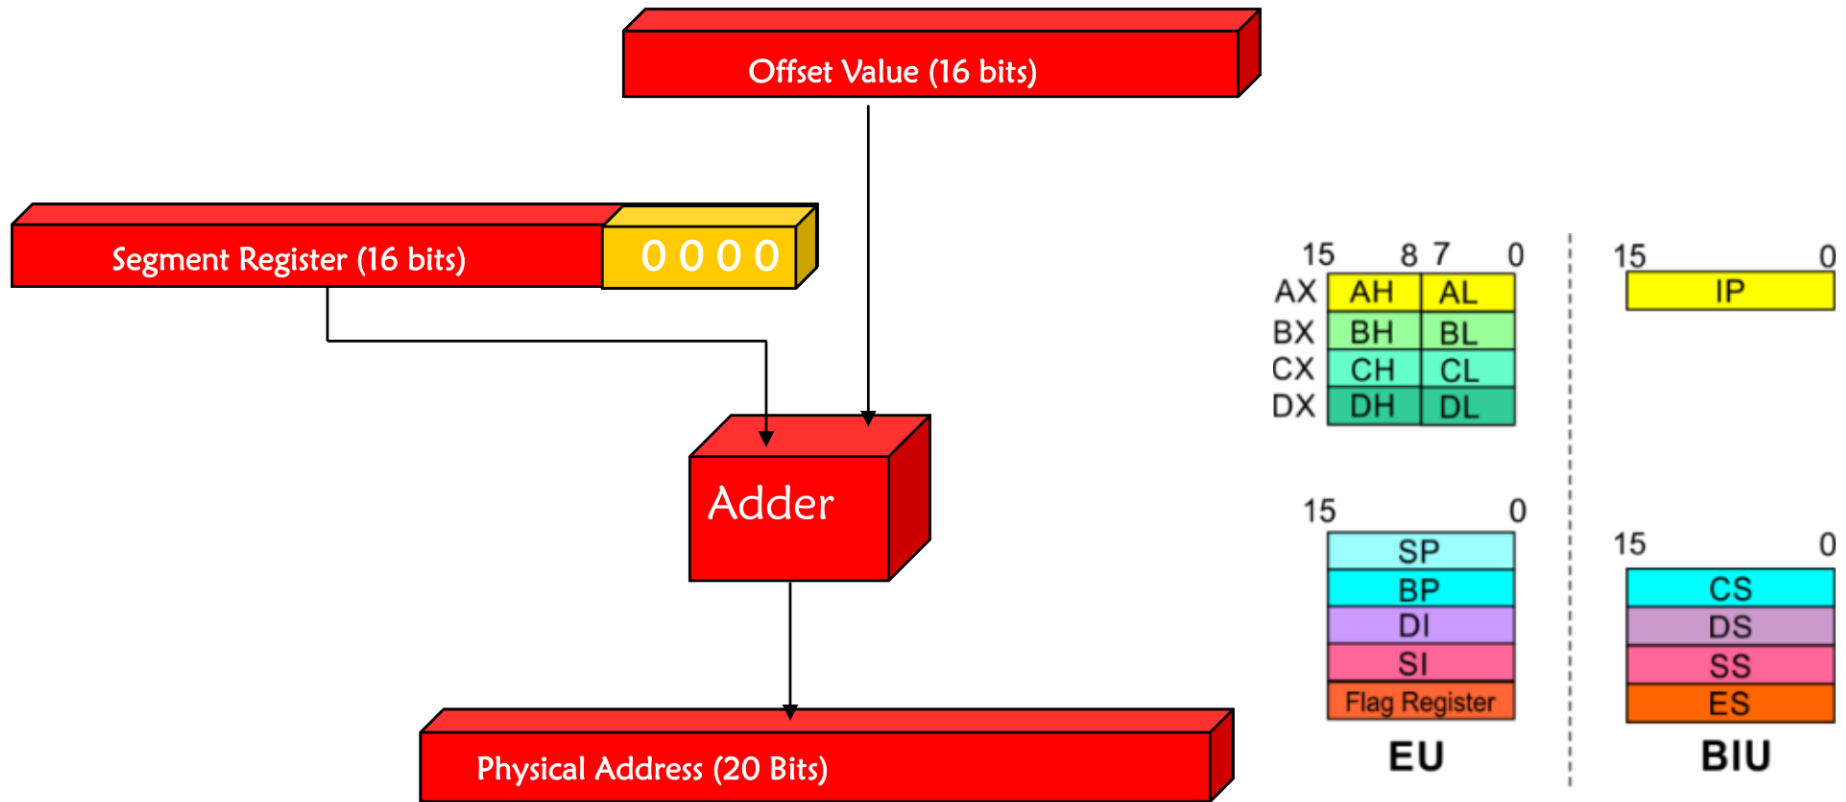 Offset Value (16 bits)
Segment Register (16 bits) 0 0 0 0
Adder
Physical Address (20 Bits)
15 8 7 0
AX AH AL
BX BH BL
CX CH CL
DX DH DL
15 0
SP
BP
DI
SI
Flag Register
EU
15 0
IP
15 0
CS
DS
SS
ES
BIU